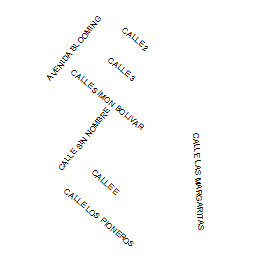 AVENIDA BLOOMING
CALLE 2
CALLE 3
CALLE SIMON BOLIVAR
CALLE SIN NOMBRE
CALLE E
CALLE LOS PIONEROS
CALLE LAS MARGARITAS